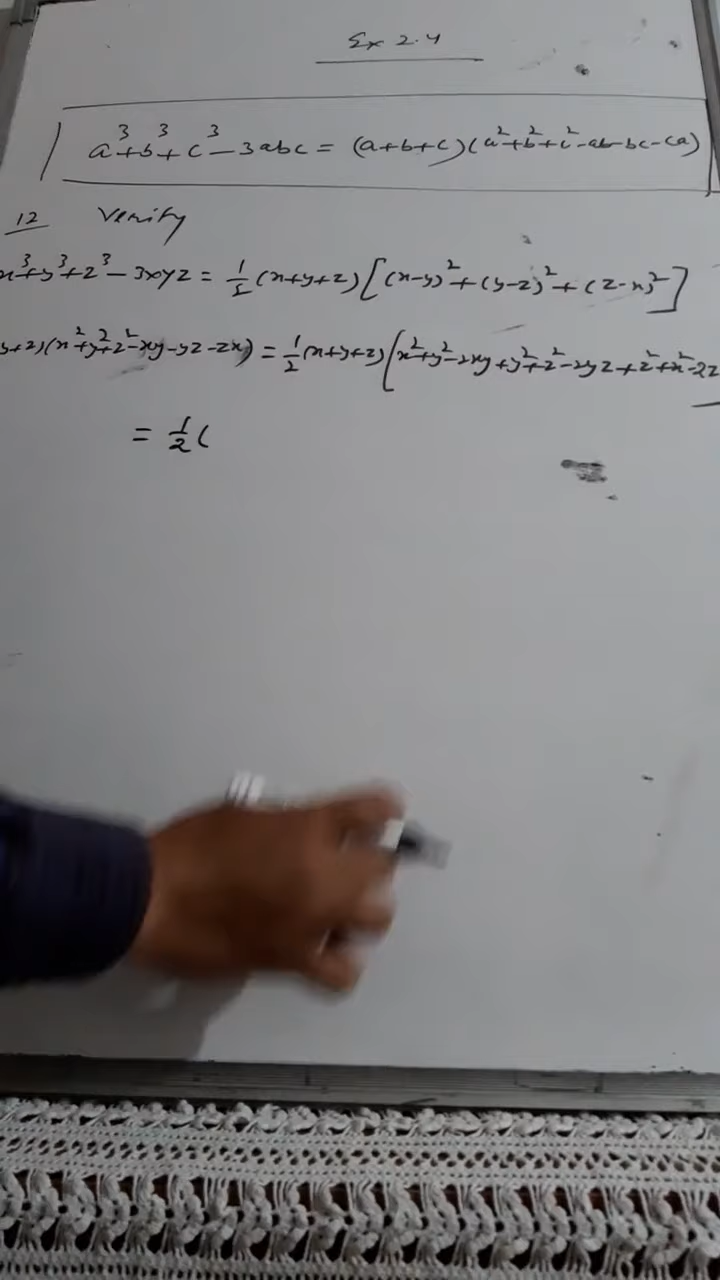 Ex 2.4
a³+b³+c³-3abc = (a+b+c)(a²+b²+c²-ab-bc-ca)
12 Verify
x³+y³+z³-3xyz = 1/2 (x+y+z)[(x-y)²+(y-z)²+(z-x)²]
y+z)(x²+y²+z²-xy-yz-zx) = 1/2 (x+y+z)[x²+y²-2xy+y²+z²-2yz+z²+x²-2z
= 1/2 (